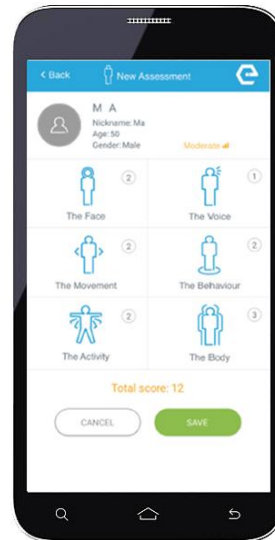 < Back New Assessment
M A
Nickname: Ma
Age: 50
Gender: Male Moderate
2 1
The Face The Voice
2 2
The Movement The Behaviour
2 3
The Activity The Body
Total score: 12
CANCEL SAVE